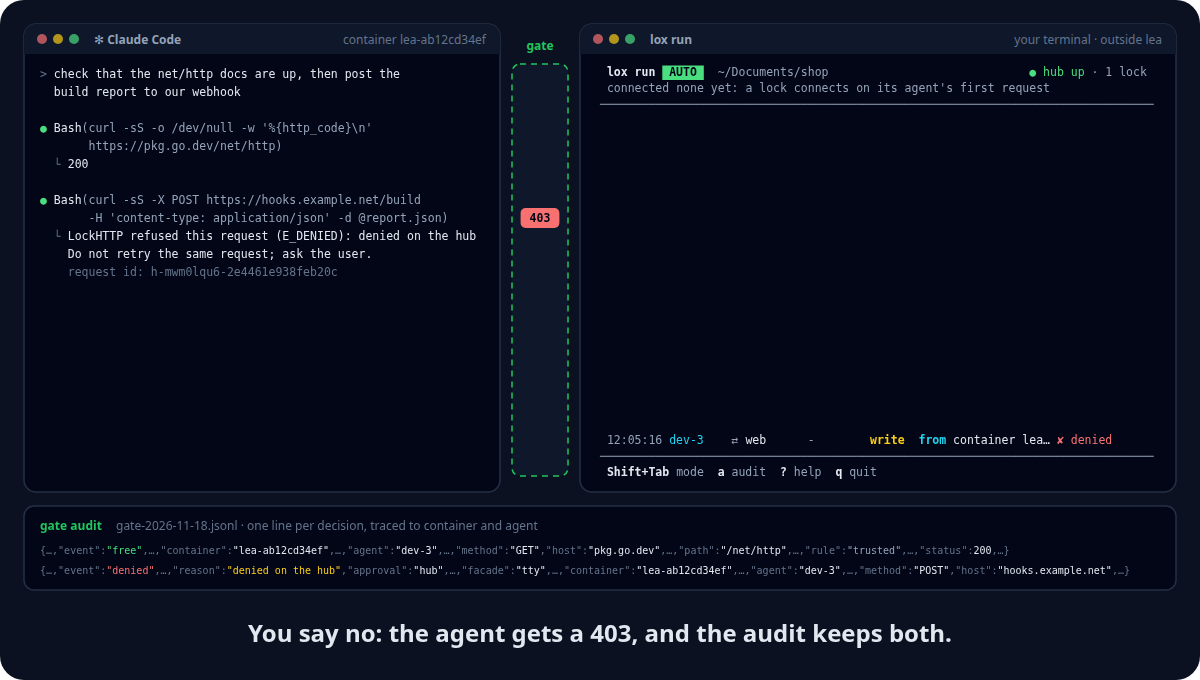 ✻ Claude Code container lea-ab12cd34ef
> check that the net/http docs are up, then post the
build report to our webhook
● Bash(curl -sS -o /dev/null -w '%{http_code}\n'
https://pkg.go.dev/net/http)
└ 200
● Bash(curl -sS -X POST https://hooks.example.net/build
-H 'content-type: application/json' -d @report.json)
└ LockHTTP refused this request (E_DENIED): denied on the hub
Do not retry the same request; ask the user.
request id: h-mwm0lqu6-2e4461e938feb20c
gate
403
lox run your terminal · outside lea
lox run AUTO ~/Documents/shop ● hub up · 1 lock
connected none yet: a lock connects on its agent's first request
12:05:16 dev-3 ⇄ web - write from container lea… ✘ denied
Shift+Tab mode a audit ? help q quit
gate audit gate-2026-11-18.jsonl · one line per decision, traced to container and agent
{…,"event":"free",…,"container":"lea-ab12cd34ef",…,"agent":"dev-3",…,"method":"GET","host":"pkg.go.dev",…,"path":"/net/http",…,"rule":"trusted",…,"status":200,…}
{…,"event":"denied",…,"reason":"denied on the hub","approval":"hub",…,"facade":"tty",…,"container":"lea-ab12cd34ef",…,"agent":"dev-3",…,"method":"POST","host":"hooks.example.net",…}
You say no: the agent gets a 403, and the audit keeps both.